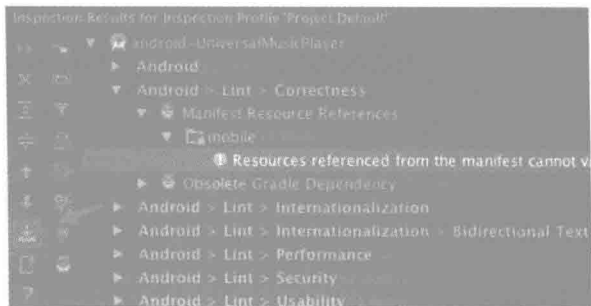 Inspection Results for Inspection Profile 'Project Default'
android-UniversalMusicPlayer
Android
Android > Lint > Correctness
Manifest Resource References
mobile
Resources referenced from the manifest cannot va
Obsolete Gradle Dependency
Android > Lint > Internationalization
Android > Lint > Internationalization > Bidirectional Text
Android > Lint > Performance
Android > Lint > Security
Android > Lint > Usability